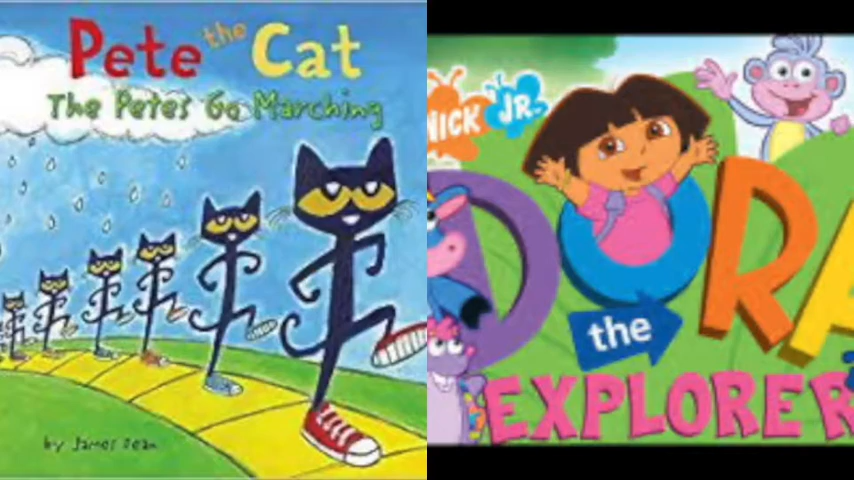 Pete the Cat
The Petes Go Marching
by James Dean
NICK JR.
DORA
the
EXPLORER